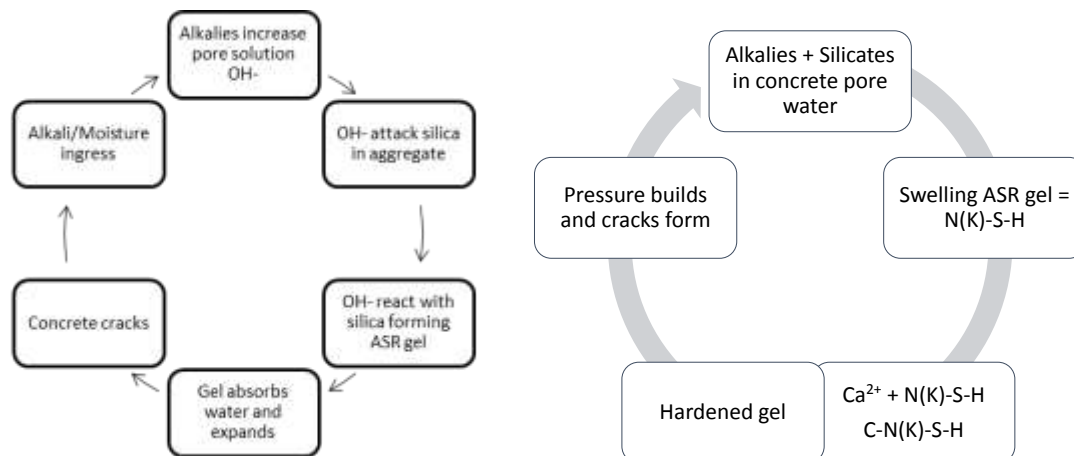 Alkalies increase
pore solution
OH-
OH- attack silica
in aggregate
OH- react with
silica forming
ASR gel
Gel absorbs
water and
expands
Concrete cracks
Alkali/Moisture
ingress
Alkalies + Silicates
in concrete pore
water
Swelling ASR gel =
N(K)-S-H
Ca²⁺ + N(K)-S-H
C-N(K)-S-H
Hardened gel
Pressure builds
and cracks form